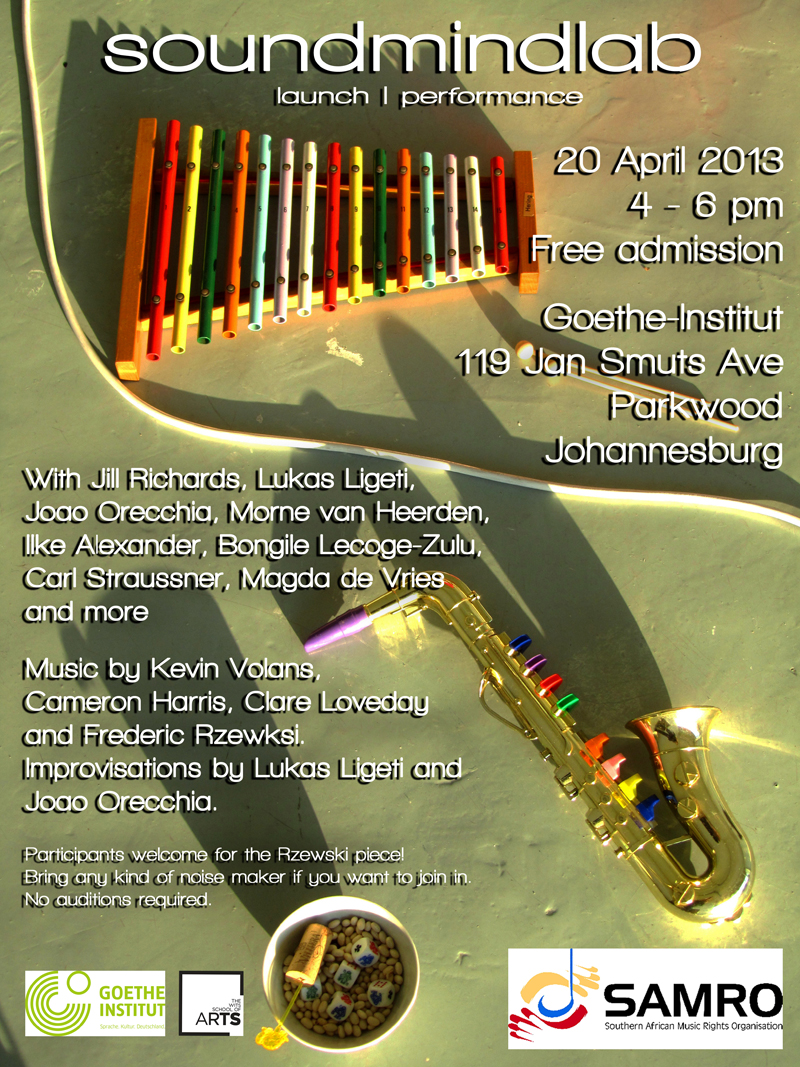 soundmindlab
launch | performance
20 April 2013
4 - 6 pm
Free admission
Goethe-Institut
119 Jan Smuts Ave
Parkwood
Johannesburg
With Jill Richards, Lukas Ligeti,
Joao Orecchia, Morne van Heerden,
Ilke Alexander, Bongile Lecoge-Zulu,
Carl Straussner, Magda de Vries
and more
Music by Kevin Volans,
Cameron Harris, Clare Loveday
and Frederic Rzewksi.
Improvisations by Lukas Ligeti and
Joao Orecchia.
Participants welcome for the Rzewski piece!
Bring any kind of noise maker if you want to join in.
No auditions required.
GOETHE
INSTITUT
Sprache. Kultur. Deutschland.
THE
WITS
SCHOOL OF
ARTS
SAMRO
Southern African Music Rights Organisation